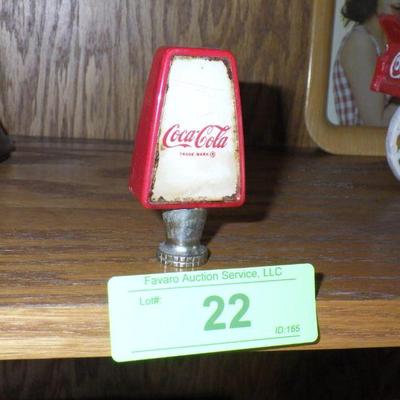 Coca-Cola
TRADE-MARK ®
Favaro Auction Service, LLC
Lot#:
22
ID:165